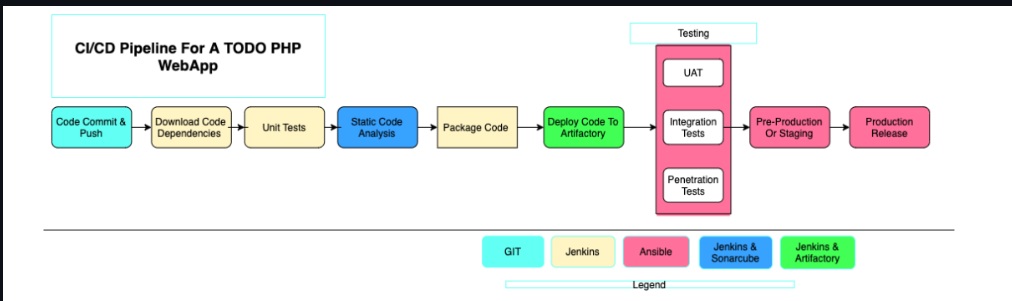 CI/CD Pipeline For A TODO PHP
WebApp
Testing
UAT
Code Commit &
Push
Download Code
Dependencies
Unit Tests
Static Code
Analysis
Package Code
Deploy Code To
Artifactory
Integration
Tests
Pre-Production
Or Staging
Production
Release
Penetration
Tests
GIT
Jenkins
Ansible
Jenkins &
Sonarcube
Jenkins &
Artifactory
Legend